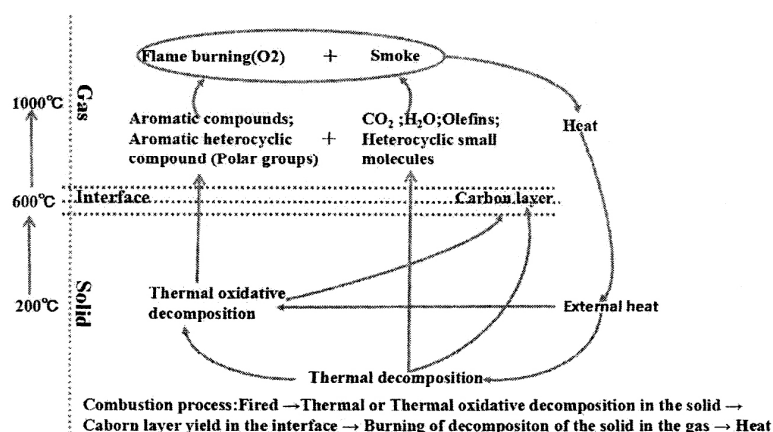 Flame burning(O2) + Smoke
1000℃
Gas
Aromatic compounds;
Aromatic heterocyclic
compound (Polar groups)
+
CO₂ ;H₂O;Olefins;
Heterocyclic small
molecules
Heat
600℃
Interface
Carbon layer
Solid
200℃
Thermal oxidative
decomposition
External heat
Thermal decomposition
Combustion process:Fired →Thermal or Thermal oxidative decomposition in the solid →
Caborn layer yield in the interface → Burning of decompositon of the solid in the gas → Heat